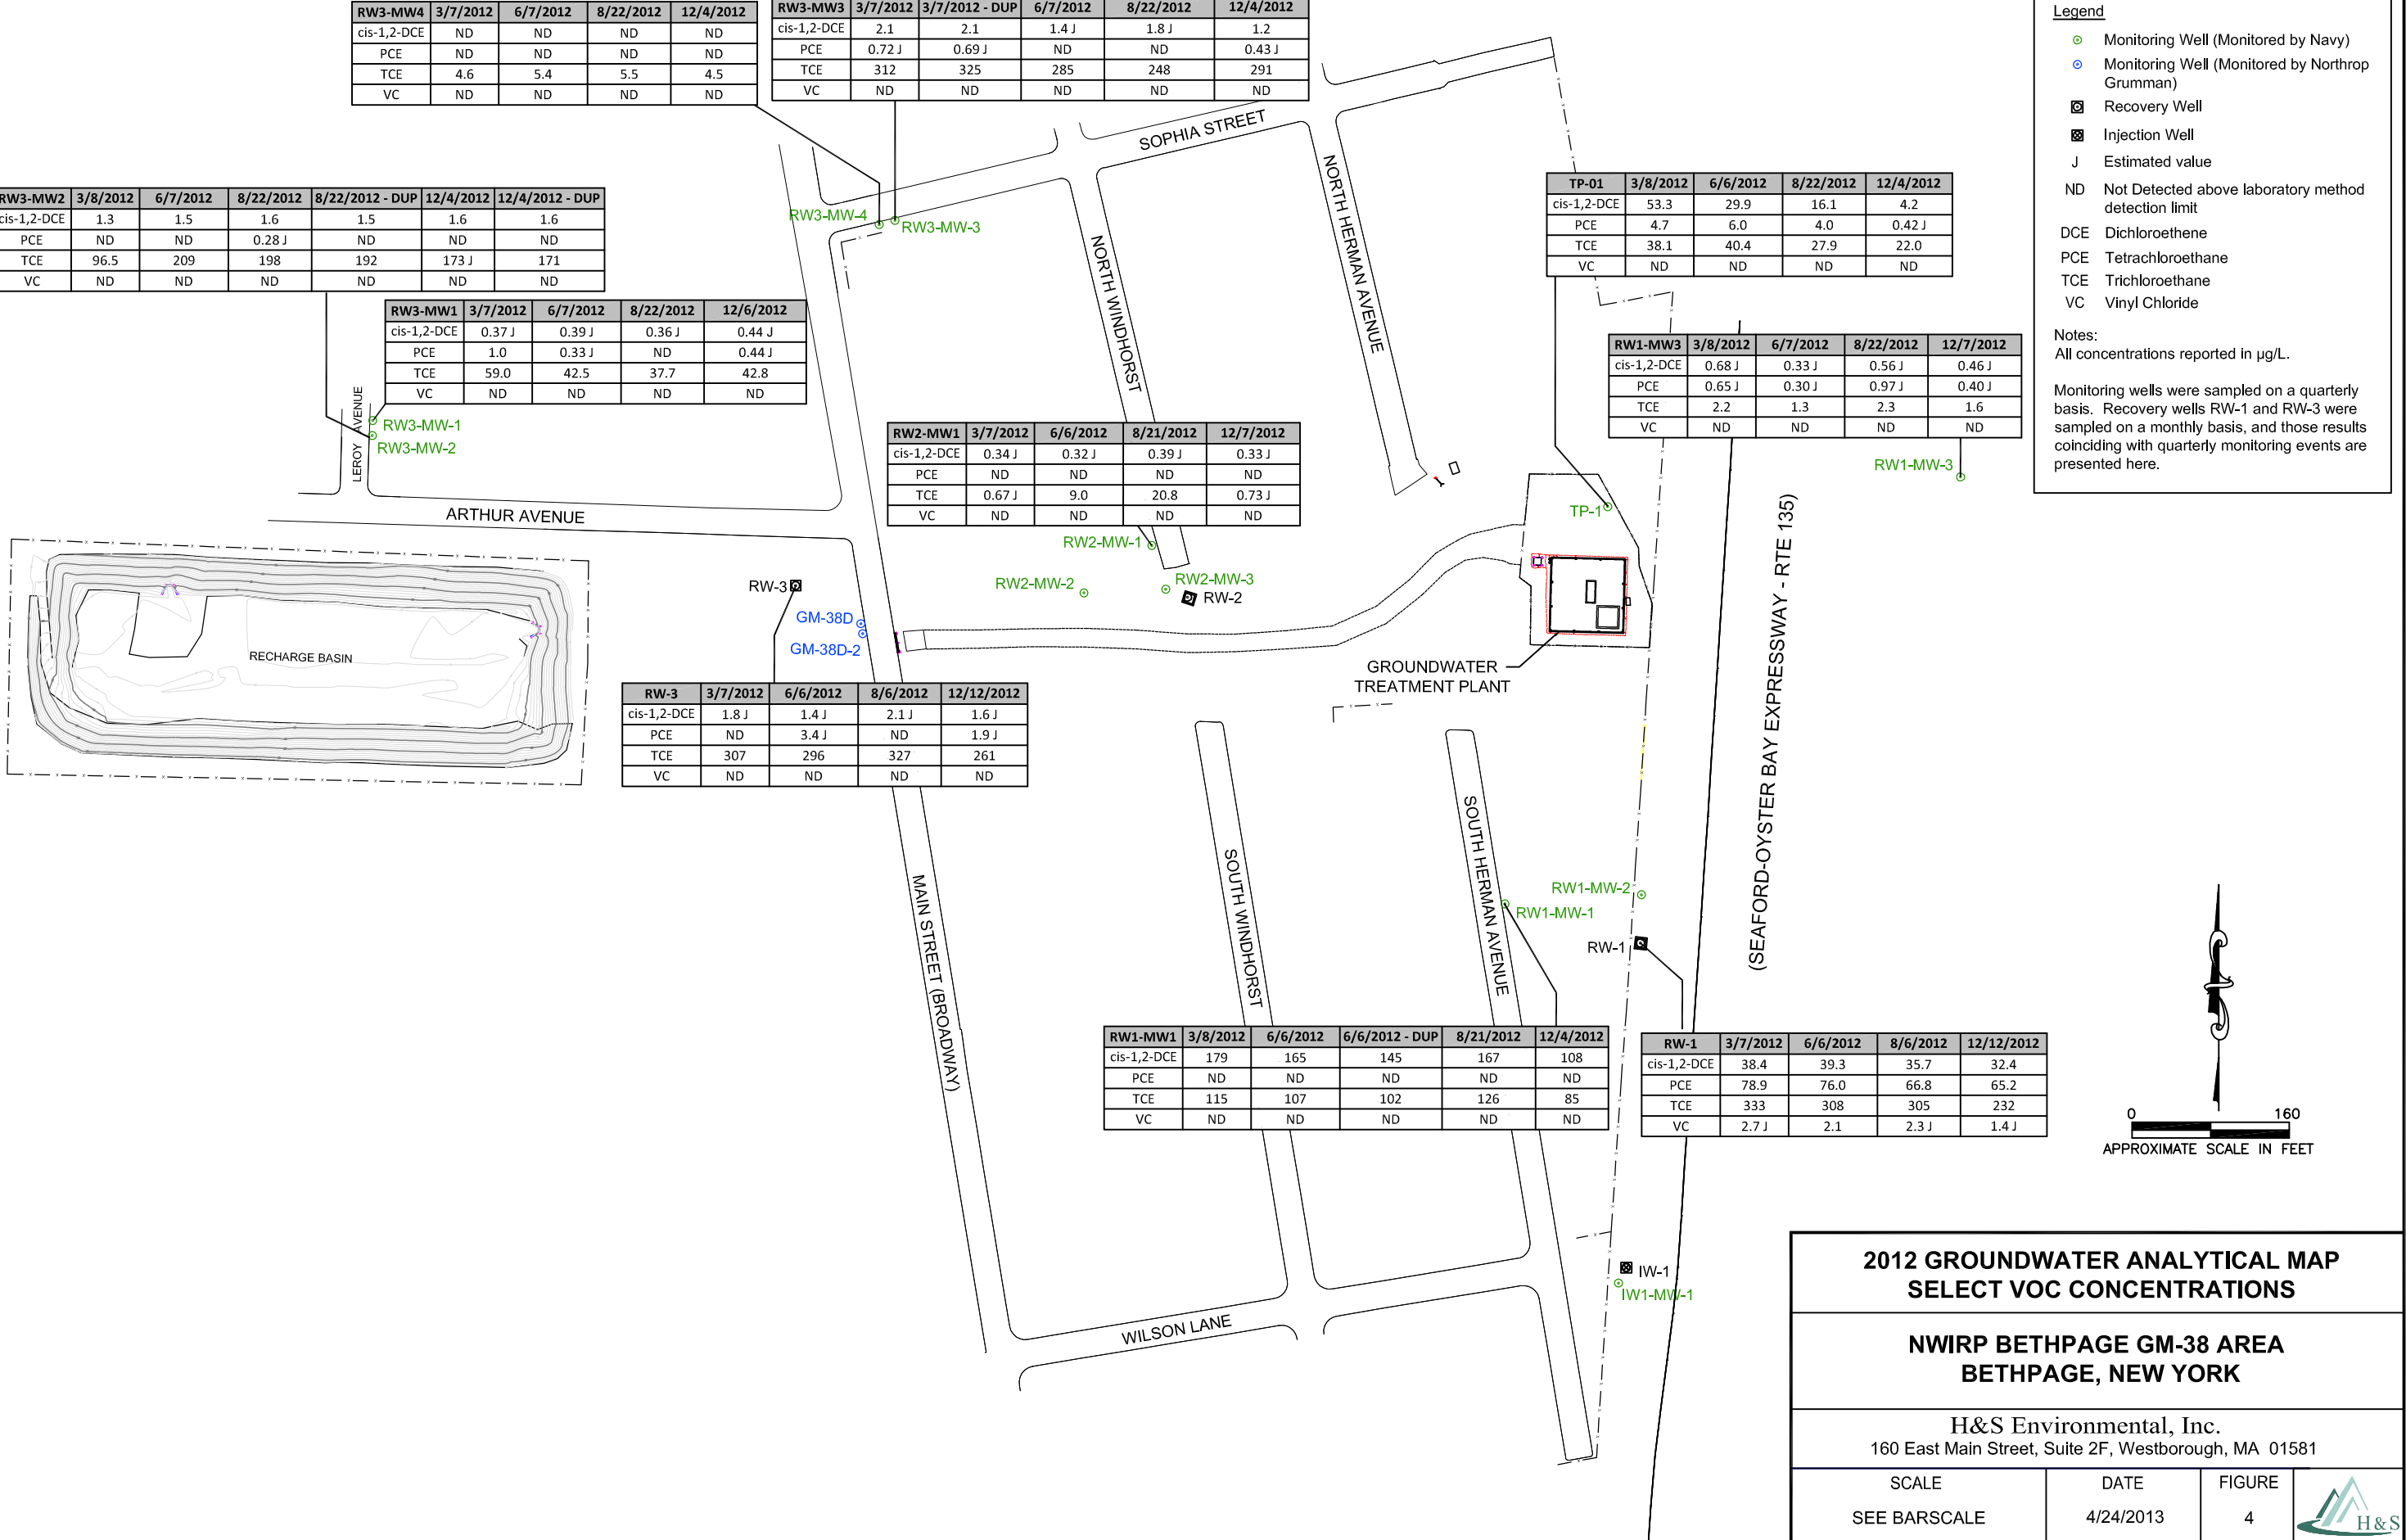 RW3-MW4 3/7/2012 6/7/2012 8/22/2012 12/4/2012
cis-1,2-DCE ND ND ND ND
PCE ND ND ND ND
TCE 4.6 5.4 5.5 4.5
VC ND ND ND ND
RW3-MW3 3/7/2012 3/7/2012 - DUP 6/7/2012 8/22/2012 12/4/2012
cis-1,2-DCE 2.1 2.1 1.4 J 1.8 J 1.2
PCE 0.72 J 0.69 J ND ND 0.43 J
TCE 312 325 285 248 291
VC ND ND ND ND ND
RW3-MW2 3/8/2012 6/7/2012 8/22/2012 8/22/2012 - DUP 12/4/2012 12/4/2012 - DUP
cis-1,2-DCE 1.3 1.5 1.6 1.5 1.6 1.6
PCE ND ND 0.28 J ND ND ND
TCE 96.5 209 198 192 173 J 171
VC ND ND ND ND ND ND
RW3-MW1 3/7/2012 6/7/2012 8/22/2012 12/6/2012
cis-1,2-DCE 0.37 J 0.39 J 0.36 J 0.44 J
PCE 1.0 0.33 J ND 0.44 J
TCE 59.0 42.5 37.7 42.8
VC ND ND ND ND
TP-01 3/8/2012 6/6/2012 8/22/2012 12/4/2012
cis-1,2-DCE 53.3 29.9 16.1 4.2
PCE 4.7 6.0 4.0 0.42 J
TCE 38.1 40.4 27.9 22.0
VC ND ND ND ND
RW1-MW3 3/8/2012 6/7/2012 8/22/2012 12/7/2012
cis-1,2-DCE 0.68 J 0.33 J 0.56 J 0.46 J
PCE 0.65 J 0.30 J 0.97 J 0.40 J
TCE 2.2 1.3 2.3 1.6
VC ND ND ND ND
RW2-MW1 3/7/2012 6/6/2012 8/21/2012 12/7/2012
cis-1,2-DCE 0.34 J 0.32 J 0.39 J 0.33 J
PCE ND ND ND ND
TCE 0.67 J 9.0 20.8 0.73 J
VC ND ND ND ND
RW-3 3/7/2012 6/6/2012 8/6/2012 12/12/2012
cis-1,2-DCE 1.8 J 1.4 J 2.1 J 1.6 J
PCE ND 3.4 J ND 1.9 J
TCE 307 296 327 261
VC ND ND ND ND
RW1-MW1 3/8/2012 6/6/2012 6/6/2012 - DUP 8/21/2012 12/4/2012
cis-1,2-DCE 179 165 145 167 108
PCE ND ND ND ND ND
TCE 115 107 102 126 85
VC ND ND ND ND ND
RW-1 3/7/2012 6/6/2012 8/6/2012 12/12/2012
cis-1,2-DCE 38.4 39.3 35.7 32.4
PCE 78.9 76.0 66.8 65.2
TCE 333 308 305 232
VC 2.7 J 2.1 2.3 J 1.4 J
SOPHIA STREET
NORTH HERMAN AVENUE
NORTH WINDHORST
RW3-MW-4
RW3-MW-3
LEROY AVENUE
RW3-MW-1
RW3-MW-2
ARTHUR AVENUE
RECHARGE BASIN
RW-3
GM-38D
GM-38D-2
RW2-MW-1
RW2-MW-2
RW2-MW-3
RW-2
TP-1
RW1-MW-3
GROUNDWATER
TREATMENT PLANT
(SEAFORD-OYSTER BAY EXPRESSWAY - RTE 135)
MAIN STREET (BROADWAY)
SOUTH WINDHORST
SOUTH HERMAN AVENUE
RW1-MW-2
RW1-MW-1
RW-1
IW-1
IW1-MW-1
WILSON LANE
Legend
Monitoring Well (Monitored by Navy)
Monitoring Well (Monitored by Northrop
Grumman)
Recovery Well
Injection Well
J Estimated value
ND Not Detected above laboratory method
detection limit
DCE Dichloroethene
PCE Tetrachloroethane
TCE Trichloroethane
VC Vinyl Chloride
Notes:
All concentrations reported in µg/L.
Monitoring wells were sampled on a quarterly
basis. Recovery wells RW-1 and RW-3 were
sampled on a monthly basis, and those results
coinciding with quarterly monitoring events are
presented here.
0 160
APPROXIMATE SCALE IN FEET
2012 GROUNDWATER ANALYTICAL MAP
SELECT VOC CONCENTRATIONS
NWIRP BETHPAGE GM-38 AREA
BETHPAGE, NEW YORK
H&S Environmental, Inc.
160 East Main Street, Suite 2F, Westborough, MA 01581
SCALE DATE FIGURE
SEE BARSCALE 4/24/2013 4
H&S